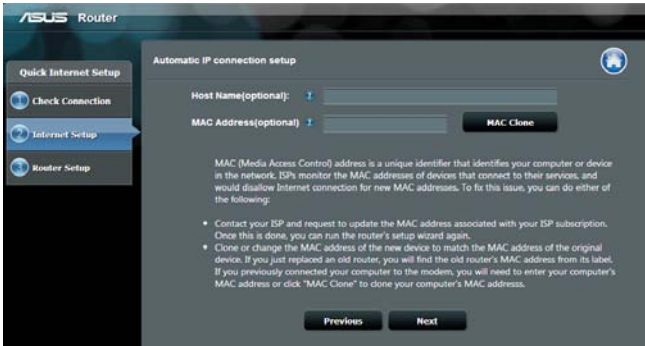 ASUS Router
Quick Internet Setup
1 Check Connection
2 Internet Setup
3 Router Setup
Automatic IP connection setup
Host Name(optional):
MAC Address(optional)
MAC Clone
MAC (Media Access Control) address is a unique identifier that identifies your computer or device
in the network. ISPs monitor the MAC addresses of devices that connect to their services, and
would disallow Internet connection for new MAC addresses. To fix this issue, you can do either of
the following:
• Contact your ISP and request to update the MAC address associated with your ISP subscription.
Once this is done, you can run the router's setup wizard again.
• Clone or change the MAC address of the new device to match the MAC address of the original
device. If you just replaced an old router, you will find the old router's MAC address from its label.
If you previously connected your computer to the modem, you will need to enter your computer's
MAC address or click "MAC Clone" to clone your computer's MAC addresss.
Previous Next